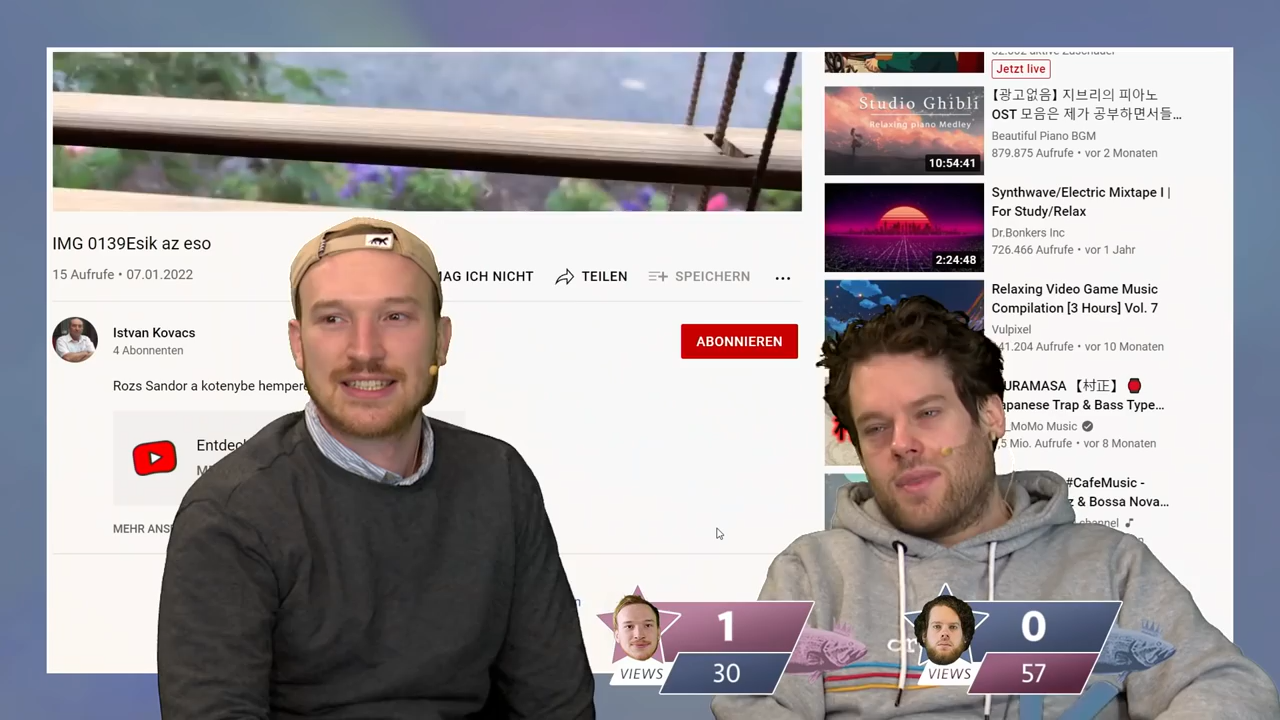 IMG 0139Esik az eso
15 Aufrufe • 07.01.2022
MAG ICH NICHT
TEILEN
SPEICHERN
Istvan Kovacs
4 Abonnenten
ABONNIEREN
Rozs Sandor a kotenybe
MEHR
Jetzt live
Studio Ghibli
Relaxing piano Medley
10:54:41
【광고없음】 지브리의 피아노
OST 모음은 제가 공부하면서들...
Beautiful Piano BGM
879.875 Aufrufe • vor 2 Monaten
2:24:48
Synthwave/Electric Mixtape I |
For Study/Relax
Dr.Bonkers Inc
726.466 Aufrufe • vor 1 Jahr
Relaxing Video Game Music
Compilation [3 Hours] Vol. 7
Vulpixel
41.204 Aufrufe • vor 10 Monaten
【村正】
Trap & Bass Type...
MoMo Music
Mio. Aufrufe • vor 8 Monaten
#CafeMusic -
& Bossa Nova...
channel
1
VIEWS
30
0
VIEWS
57